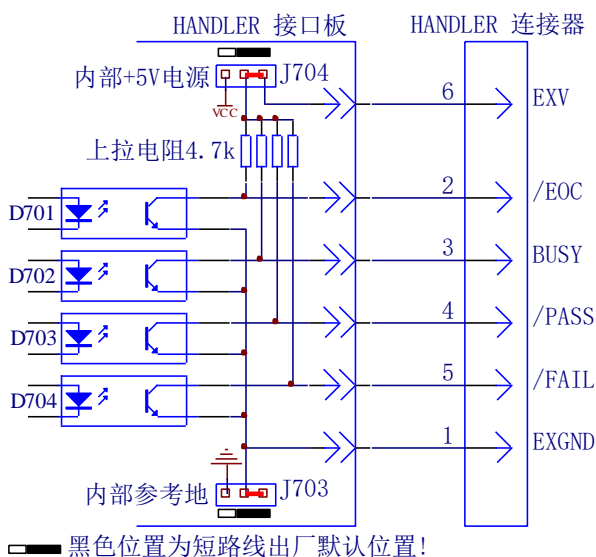 HANDLER 接口板
HANDLER 连接器
内部+5V电源
J704
VCC
6
EXV
上拉电阻4.7k
D701
2
/EOC
D702
3
BUSY
D703
4
/PASS
D704
5
/FAIL
1
EXGND
内部参考地
J703
黑色位置为短路线出厂默认位置!